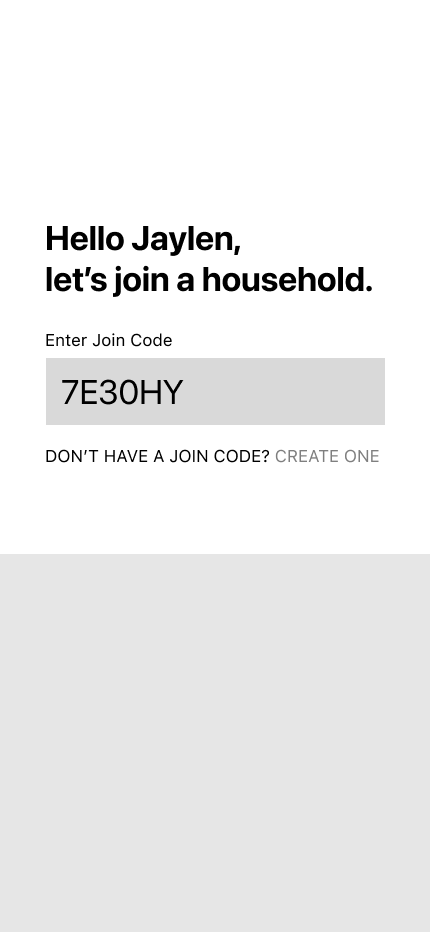 Hello Jaylen,
let’s join a household.
Enter Join Code
7E30HY
DON’T HAVE A JOIN CODE? CREATE ONE